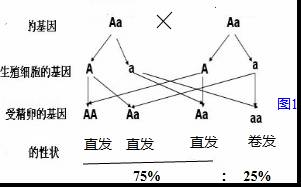 的基因 Aa × Aa
生殖细胞的基因 A a A a
受精卵的基因 AA Aa Aa aa 图1
的性状 直发 直发 直发 卷发
75% : 25%